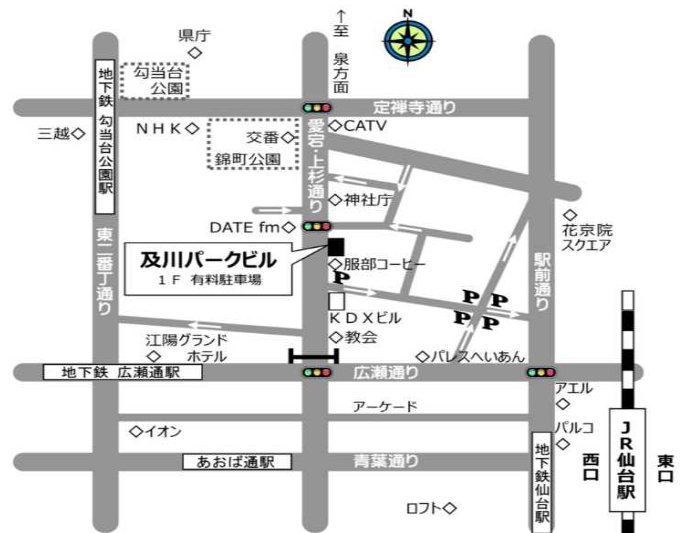 ↑至 泉方面
N
県庁
地下鉄 勾当台公園駅
勾当台
公園
定禅寺通り
三越
NHK
交番
錦町公園
CATV
愛宕・上杉通り
神社庁
DATE fm
花京院
スクエア
及川パークビル
1F 有料駐車場
服部コーヒー
東二番丁通り
駅前通り
P
P P
P P
KDXビル
教会
江陽グランド
ホテル
パレスへいあん
地下鉄 広瀬通駅
広瀬通り
アエル
アーケード
パルコ
イオン
JR仙台駅
西口
東口
あおば通駅
青葉通り
地下鉄仙台駅
ロフト